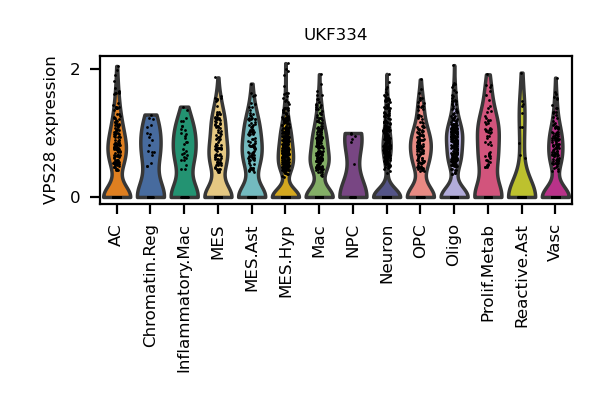 UKF334
VPS28 expression
2
0
AC
Chromatin.Reg
Inflammatory.Mac
MES
MES.Ast
MES.Hyp
Mac
NPC
Neuron
OPC
Oligo
Prolif.Metab
Reactive.Ast
Vasc